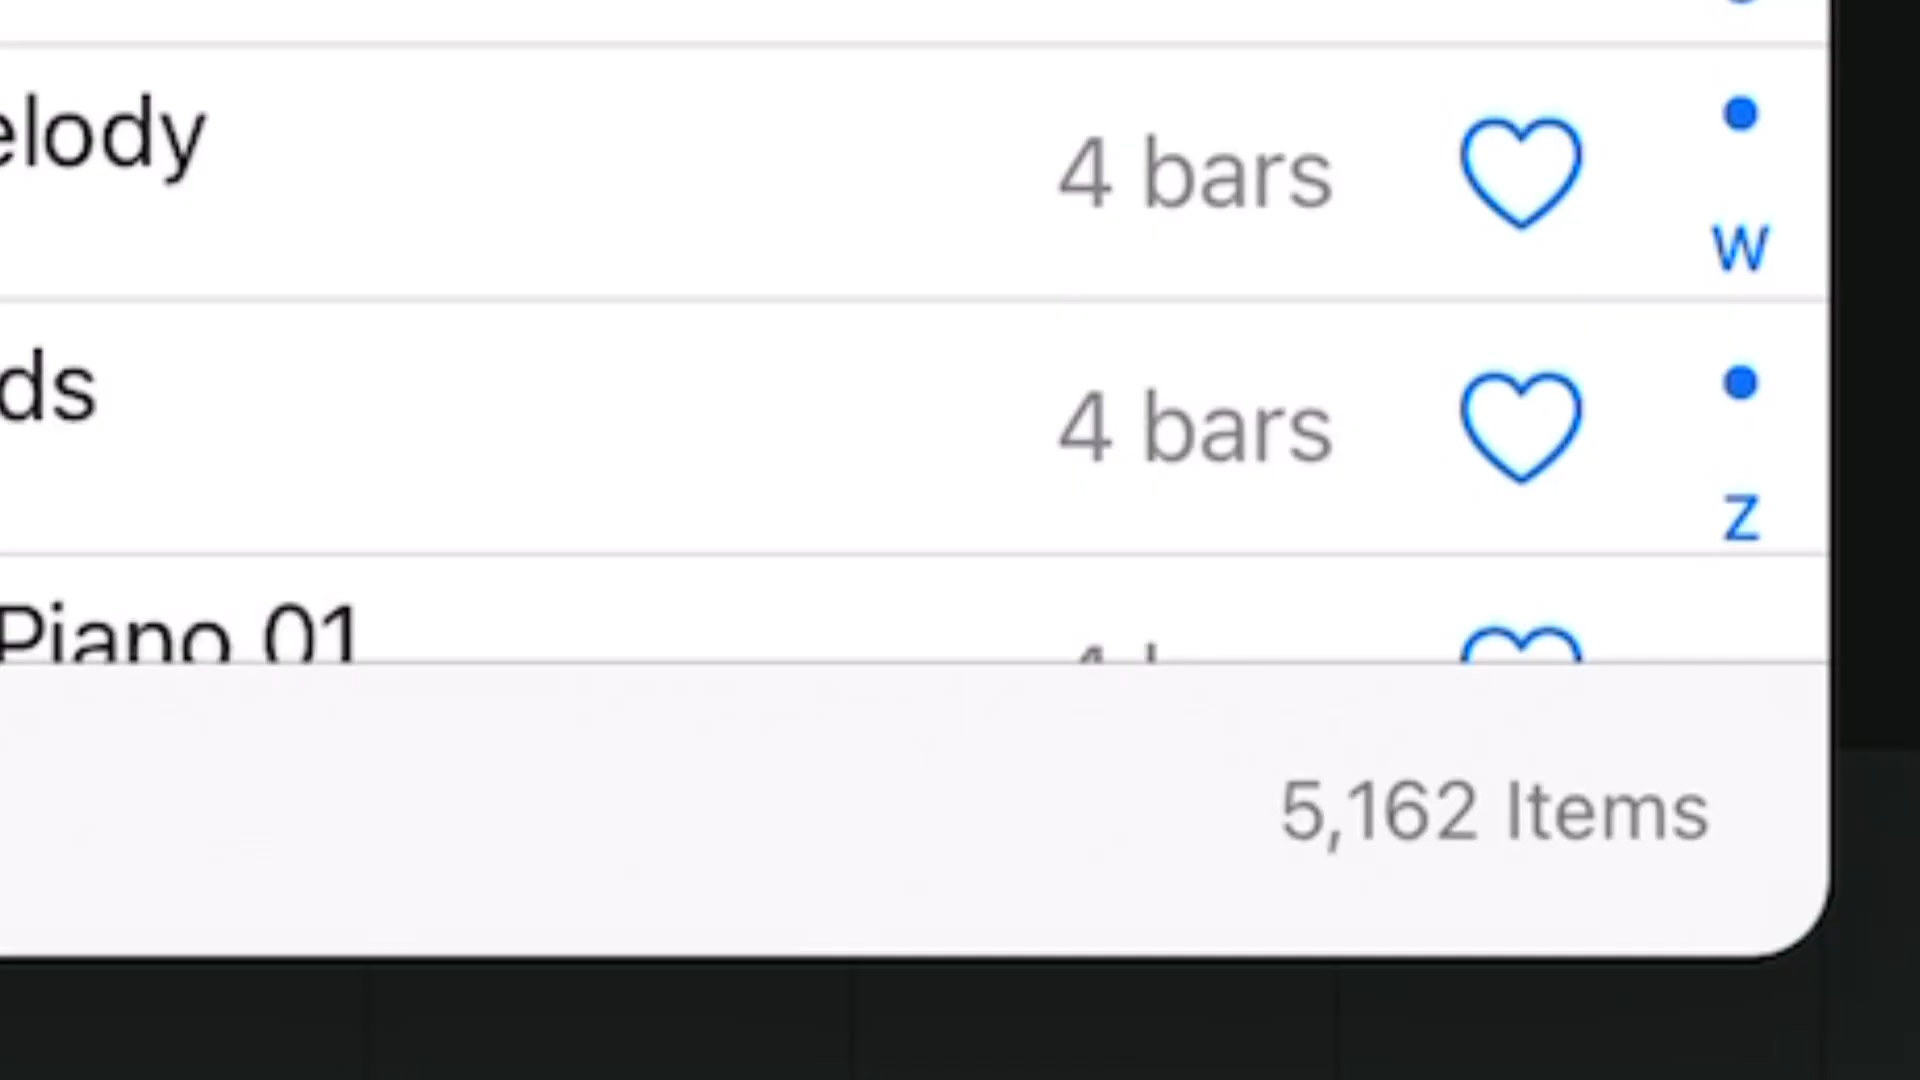 elody
4 bars
W
ds
4 bars
Z
Piano 01
5,162 Items